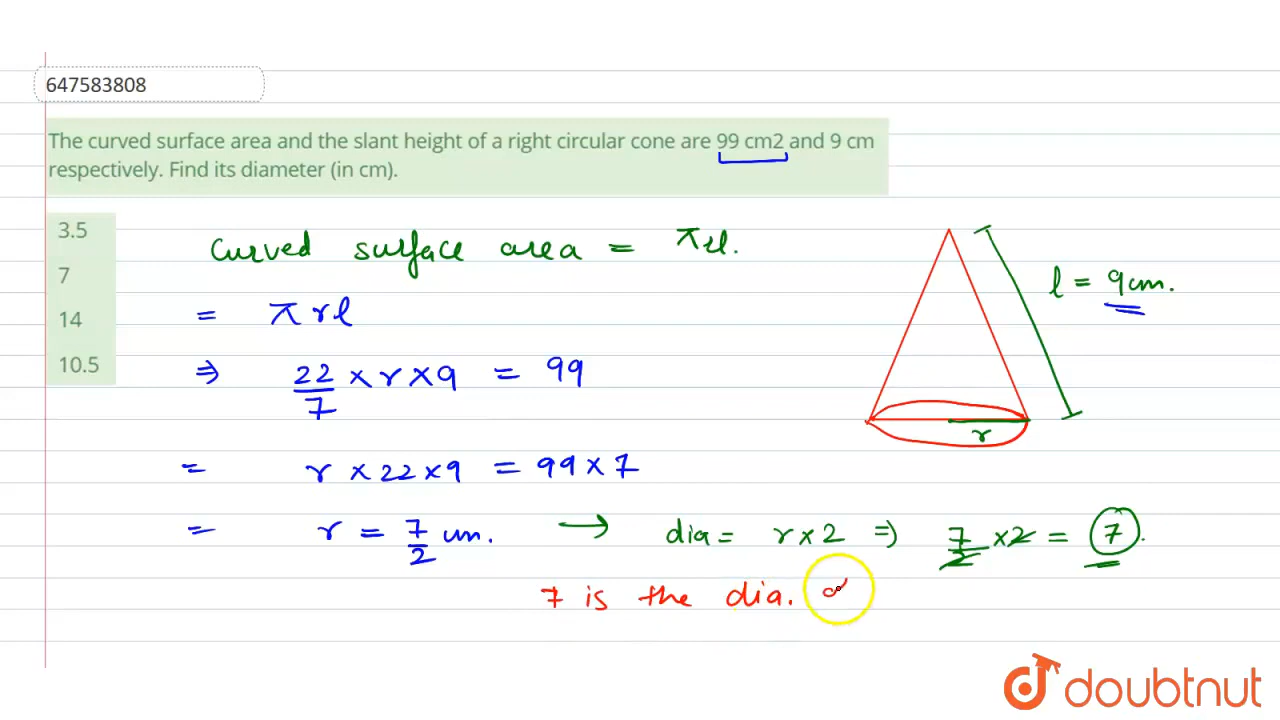 647583808
The curved surface area and the slant height of a right circular cone are 99 cm2 and 9 cm
respectively. Find its diameter (in cm).
3.5
7
14
10.5
Curved surface area = πrl.
= πrl
⇒ 22/7 × r × 9 = 99
= r × 22 × 9 = 99 × 7
= r = 7/2 cm. → dia = r × 2 ⇒ 7/2 × 2 = 7.
7 is the dia.
l = 9cm.
r
doubtnut